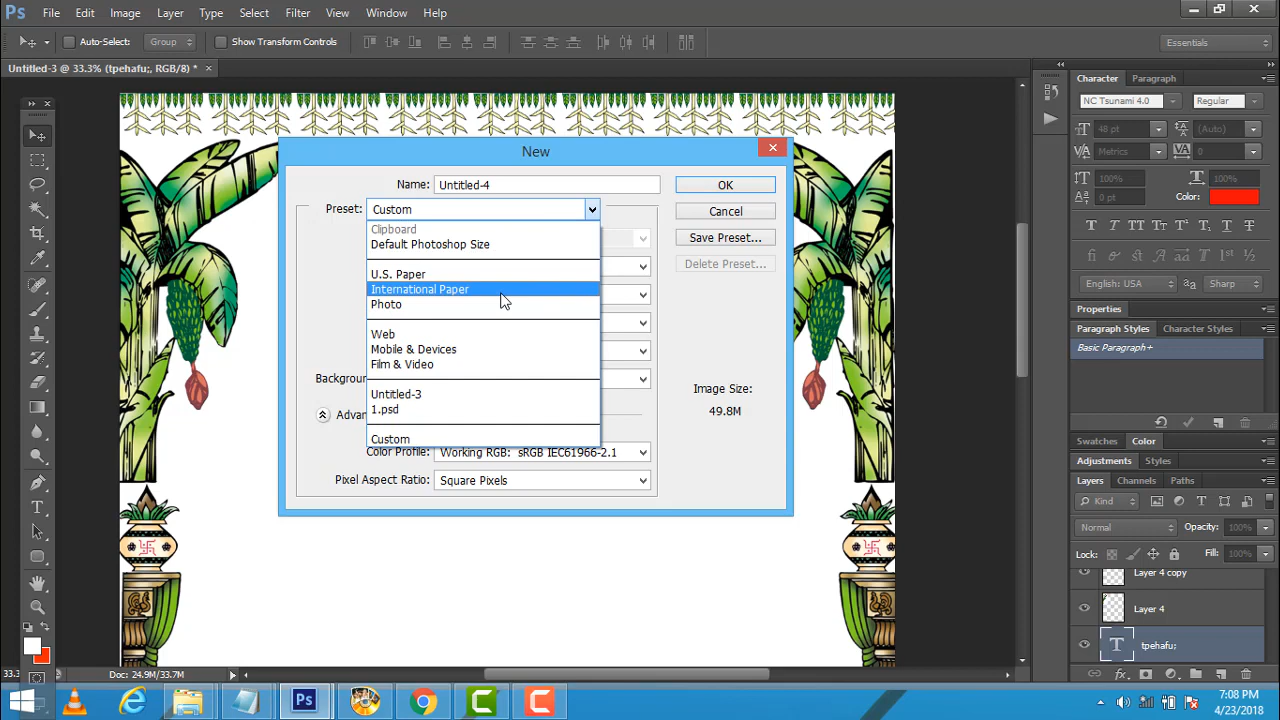 Ps File Edit Image Layer Type Select Filter View Window Help
Auto-Select: Group Show Transform Controls Essentials
Untitled-3 @ 33.3% (tpehafu;, RGB/8) * ×
New
Name: Untitled-4 OK
Preset: Custom Cancel
Clipboard
Default Photoshop Size
Save Preset...
Delete Preset...
U.S. Paper
International Paper
Photo
Web
Mobile & Devices
Film & Video
Untitled-3
1.psd
Custom
Backgroun
Advan
Color Profile: Working RGB: sRGB IEC61966-2.1
Pixel Aspect Ratio: Square Pixels
Image Size:
49.8M
Character Paragraph
NC Tsunami 4.0 Regular
48 pt (Auto)
Metrics 0
100% 100%
0 pt Color:
English: USA Sharp
Properties
Paragraph Styles Character Styles
Basic Paragraph+
Swatches Color
Adjustments Styles
Layers Channels Paths
Kind
Normal Opacity: 100%
Lock: Fill: 100%
Layer 4 copy
Layer 4
tpehafu;
33.3 Doc: 24.9M/33.7M
7:08 PM
4/23/2018